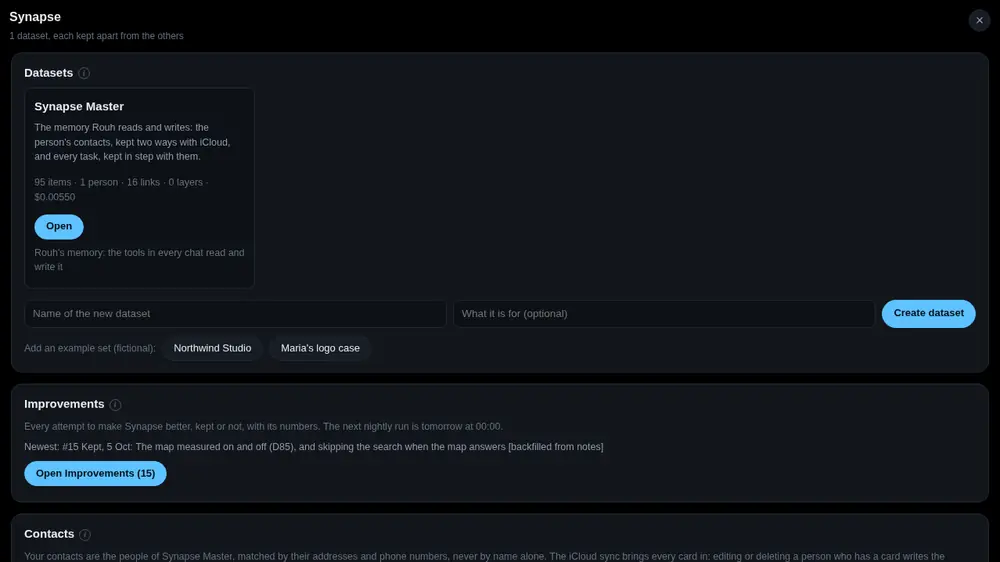 Synapse
1 dataset, each kept apart from the others
Datasets
Synapse Master
The memory Rouh reads and writes: the
person's contacts, kept two ways with iCloud,
and every task, kept in step with them.
95 items · 1 person · 16 links · 0 layers ·
$0.00550
Open
Rouh's memory: the tools in every chat read and
write it
Name of the new dataset
What it is for (optional)
Create dataset
Add an example set (fictional):
Northwind Studio
Maria's logo case
Improvements
Every attempt to make Synapse better, kept or not, with its numbers. The next nightly run is tomorrow at 00:00.
Newest: #15 Kept, 5 Oct: The map measured on and off (D85), and skipping the search when the map answers [backfilled from notes]
Open Improvements (15)
Contacts
Your contacts are the people of Synapse Master, matched by their addresses and phone numbers, never by name alone. The iCloud sync brings every card in: editing or deleting a person who has a card writes the